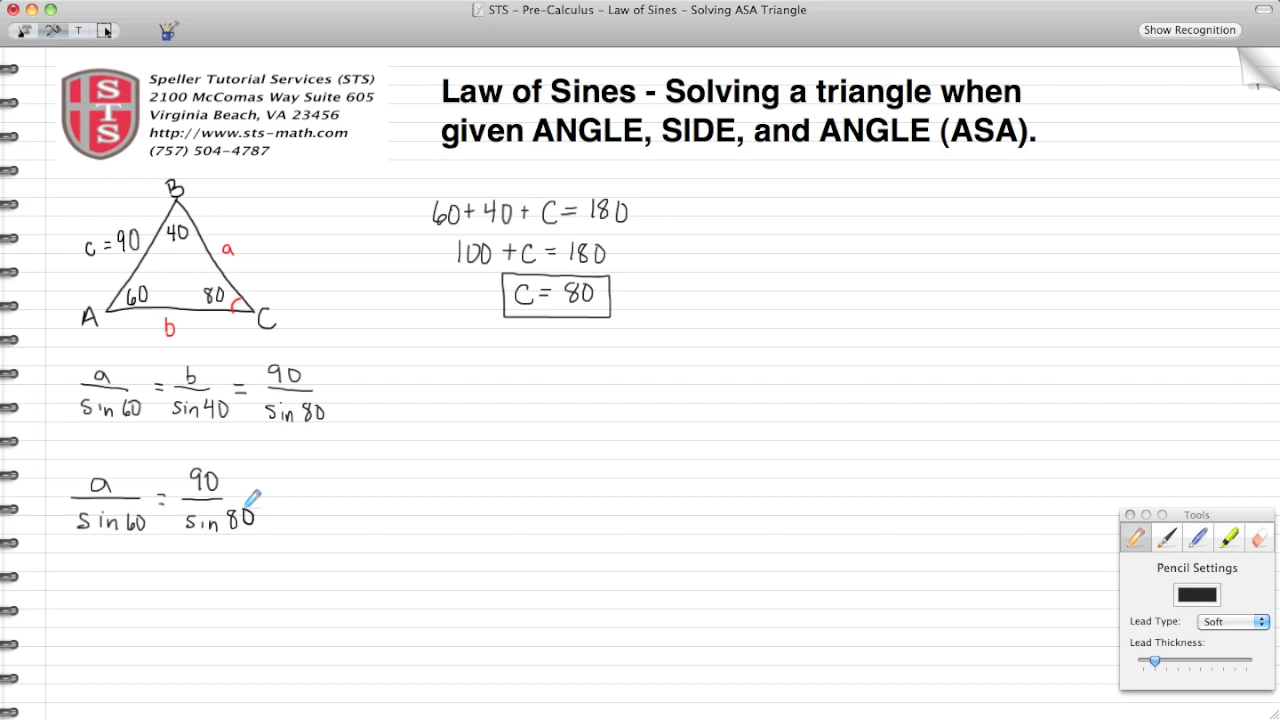 STS – Pre-Calculus – Law of Sines – Solving ASA Triangle
T
Show Recognition
STS
Speller Tutorial Services (STS)
2100 McComas Way Suite 605
Virginia Beach, VA 23456
http://www.sts-math.com
(757) 504-4787
Law of Sines - Solving a triangle when
given ANGLE, SIDE, and ANGLE (ASA).
1
B
c = 90
40
a
60
80
A
b
C
60 + 40 + C = 180
100 + C = 180
C = 80
a/sin 60 = b/sin 40 = 90/sin 80
a/sin 60 = 90/sin 80
Tools
Pencil Settings
Lead Type: Soft
Lead Thickness: